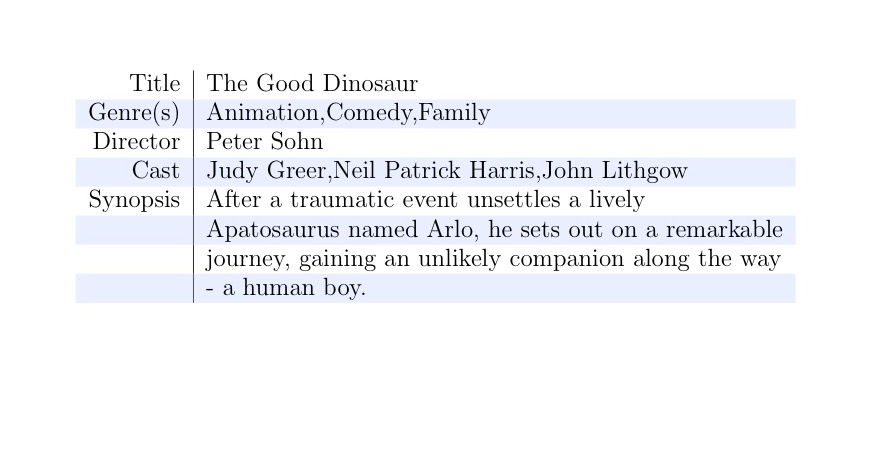 Title The Good Dinosaur
Genre(s) Animation,Comedy,Family
Director Peter Sohn
Cast Judy Greer,Neil Patrick Harris,John Lithgow
Synopsis After a traumatic event unsettles a lively
Apatosaurus named Arlo, he sets out on a remarkable
journey, gaining an unlikely companion along the way
- a human boy.